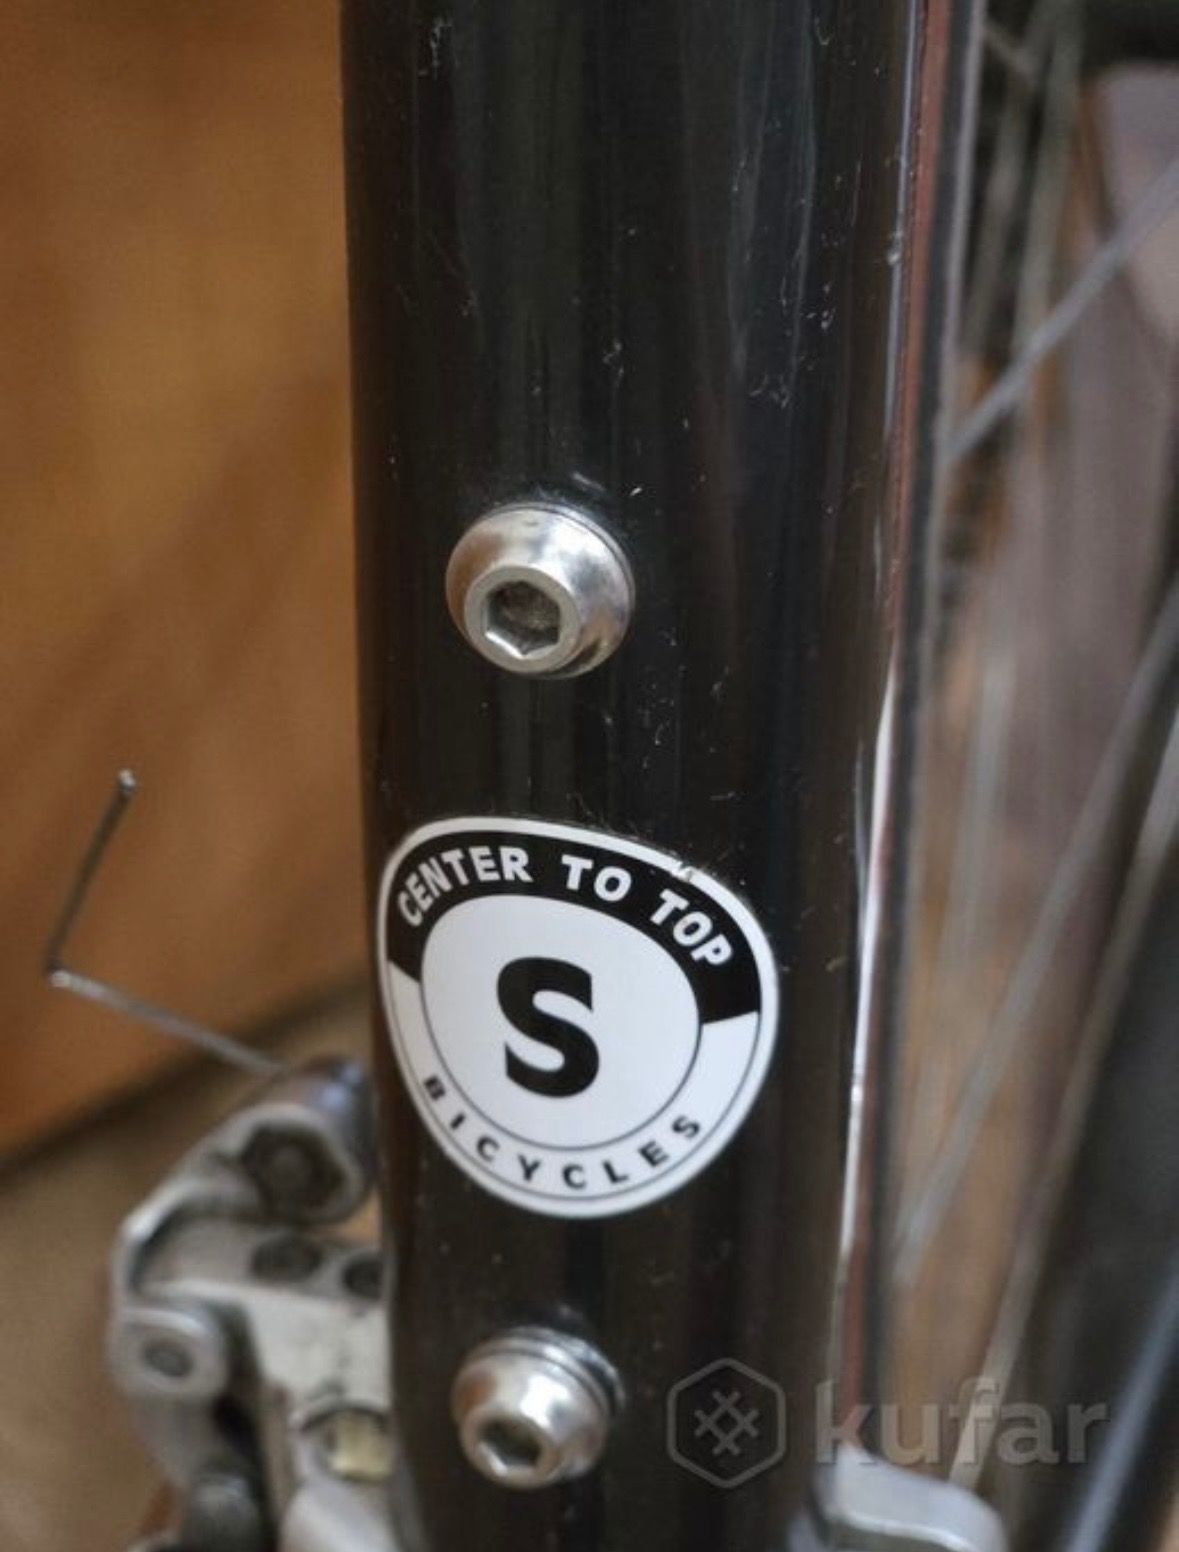 CENTER TO TOP
S
BICYCLES
kufar